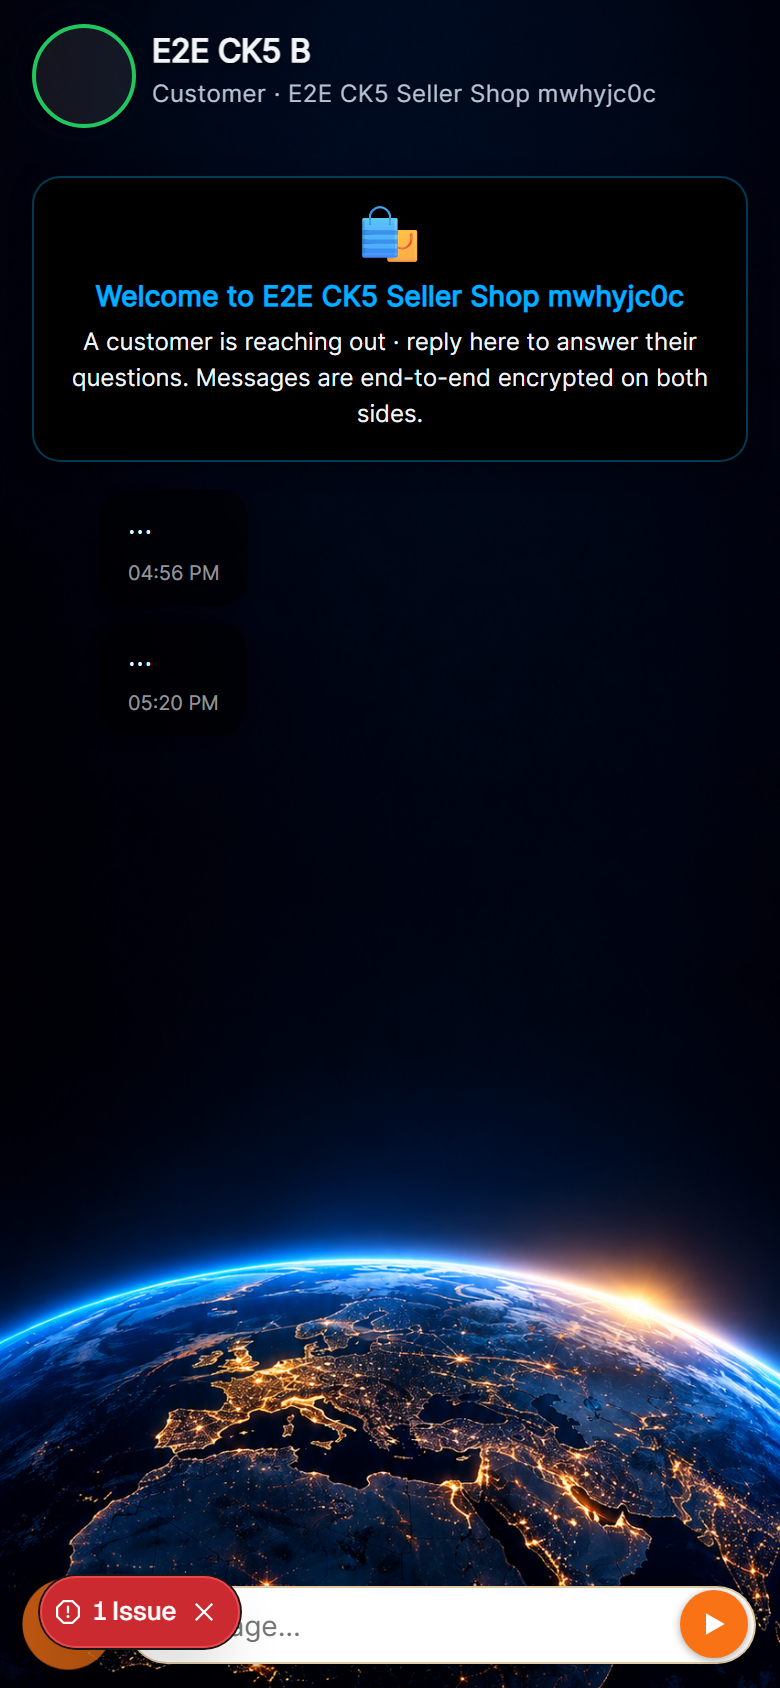 E2E CK5 B
Customer · E2E CK5 Seller Shop mwhyjc0c
Welcome to E2E CK5 Seller Shop mwhyjc0c
A customer is reaching out · reply here to answer their
questions. Messages are end-to-end encrypted on both
sides.
...
04:56 PM
...
05:20 PM
1 Issue